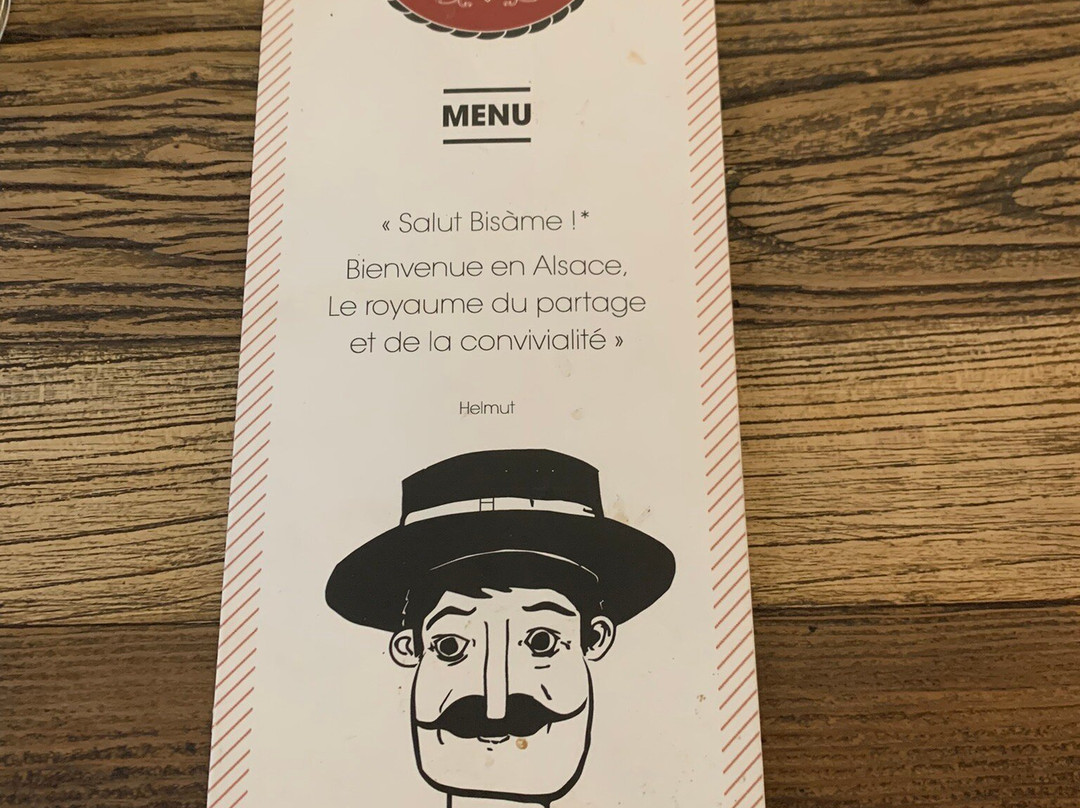 MENU
« Salut Bisàme !*
Bienvenue en Alsace,
Le royaume du partage
et de la convivialité »
Helmut